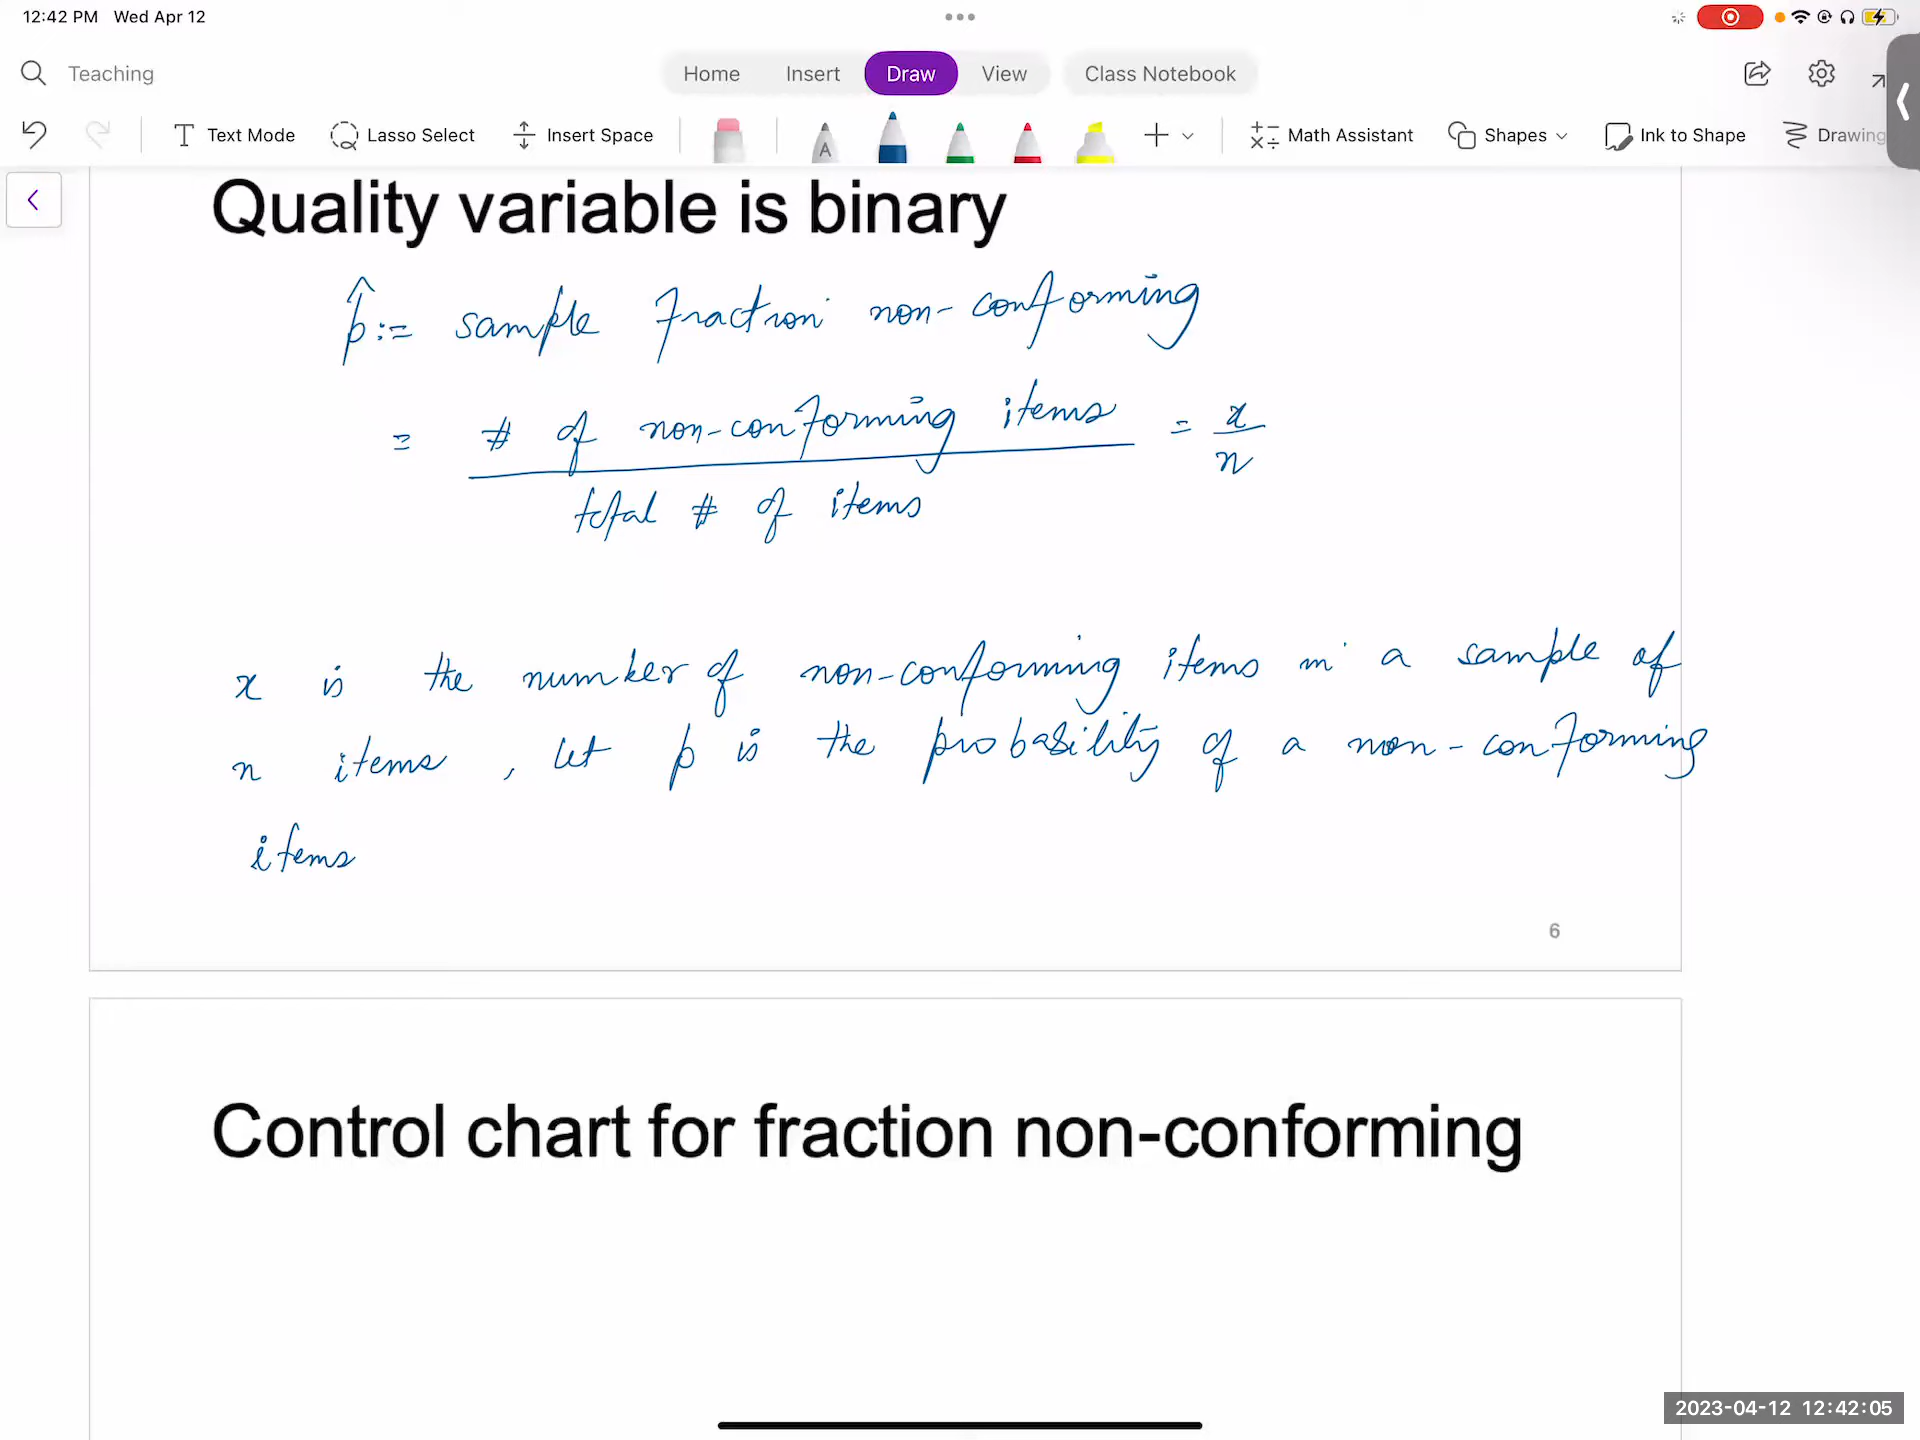 12:42 PM Wed Apr 12
Teaching
Home Insert Draw View Class Notebook
Text Mode Lasso Select Insert Space A Math Assistant Shapes Ink to Shape Drawing
Quality variable is binary
p̂ := sample fraction non-conforming
= # of non-conforming items / total # of items = x/n
x is the number of non-conforming items in a sample of
n items, let p is the probability of a non-conforming
items
6
Control chart for fraction non-conforming
2023-04-12 12:42:05